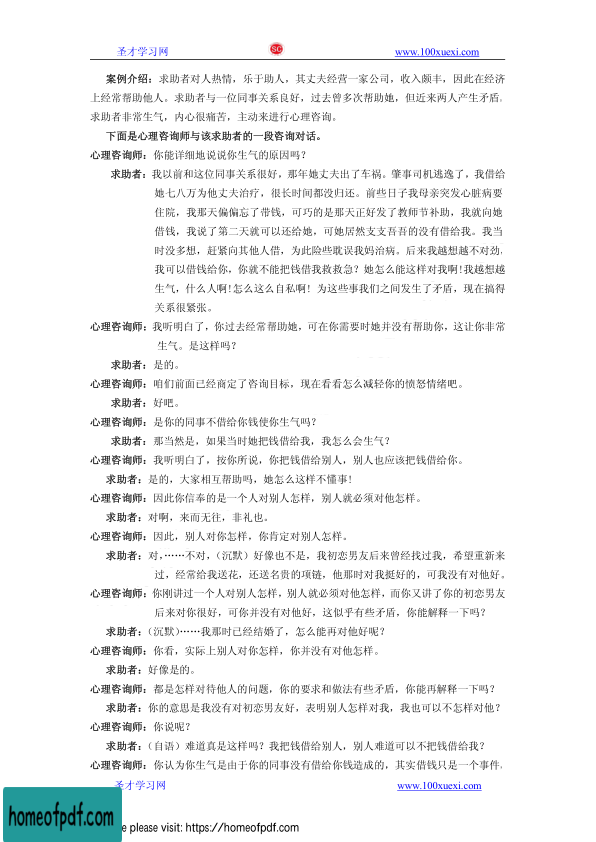 圣才学习网
SC
www.100xuexi.com
案例介绍：求助者对人热情，乐于助人，其丈夫经营一家公司，收入颇丰，因此在经济
上经常帮助他人。求助者与一位同事关系良好，过去曾多次帮助她，但近来两人产生矛盾。
求助者非常生气，内心很痛苦，主动来进行心理咨询。
下面是心理咨询师与该求助者的一段咨询对话。
心理咨询师：你能详细地说说你生气的原因吗？
求助者：我以前和这位同事关系很好，那年她丈夫出了车祸。肇事司机逃逸了，我借给
她七八万为他丈夫治疗，很长时间都没归还。前些日子我母亲突发心脏病要
住院，我那天偏偏忘了带钱，可巧的是那天正好发了教师节补助，我就向她
借钱，我说了第二天就可以还给她，可她居然支支吾吾的没有借给我。我当
时没多想，赶紧向其他人借，为此险些耽误我妈治病。后来我越想越不对劲，
我可以借钱给你，你就不能把钱借我救救急？她怎么能这样对我啊!我越想越
生气，什么人啊!怎么这么自私啊! 为这些事我们之间发生了矛盾，现在搞得
关系很紧张。
心理咨询师：我听明白了，你过去经常帮助她，可在你需要时她并没有帮助你，这让你非常
生气。是这样吗？
求助者：是的。
心理咨询师：咱们前面已经商定了咨询目标，现在看看怎么减轻你的愤怒情绪吧。
求助者：好吧。
心理咨询师：是你的同事不借给你钱使你生气吗？
求助者：那当然是，如果当时她把钱借给我，我怎么会生气？
心理咨询师：我听明白了，按你所说，你把钱借给别人，别人也应该把钱借给你。
求助者：是的，大家相互帮助吗，她怎么这样不懂事!
心理咨询师：因此你信奉的是一个人对别人怎样，别人就必须对他怎样。
求助者：对啊，来而无往，非礼也。
心理咨询师：因此，别人对你怎样，你肯定对别人怎样。
求助者：对，……不对，（沉默）好像也不是，我初恋男友后来曾经找过我，希望重新来
过，经常给我送花，还送名贵的项链，他那时对我挺好的，可我没有对他好。
心理咨询师：你刚讲过一个人对别人怎样，别人就必须对他怎样，而你又讲了你的初恋男友
后来对你很好，可你并没有对他好，这似乎有些矛盾，你能解释一下吗？
求助者：（沉默）……我那时已经结婚了，怎么能再对他好呢？
心理咨询师：你看，实际上别人对你怎样，你并没有对他怎样。
求助者：好像是的。
心理咨询师：都是怎样对待他人的问题，你的要求和做法有些矛盾，你能再解释一下吗？
求助者：你的意思是我没有对初恋男友好，表明别人怎样对我，我也可以不怎样对他？
心理咨询师：你说呢？
求助者：（自语）难道真是这样吗？我把钱借给别人，别人难道可以不把钱借给我？
心理咨询师：你认为你生气是由于你的同事没有借给你钱造成的，其实借钱只是一个事件，
圣才学习网
www.100xuexi.com
homeofpdf.com
e please visit: https://homeofpdf.com